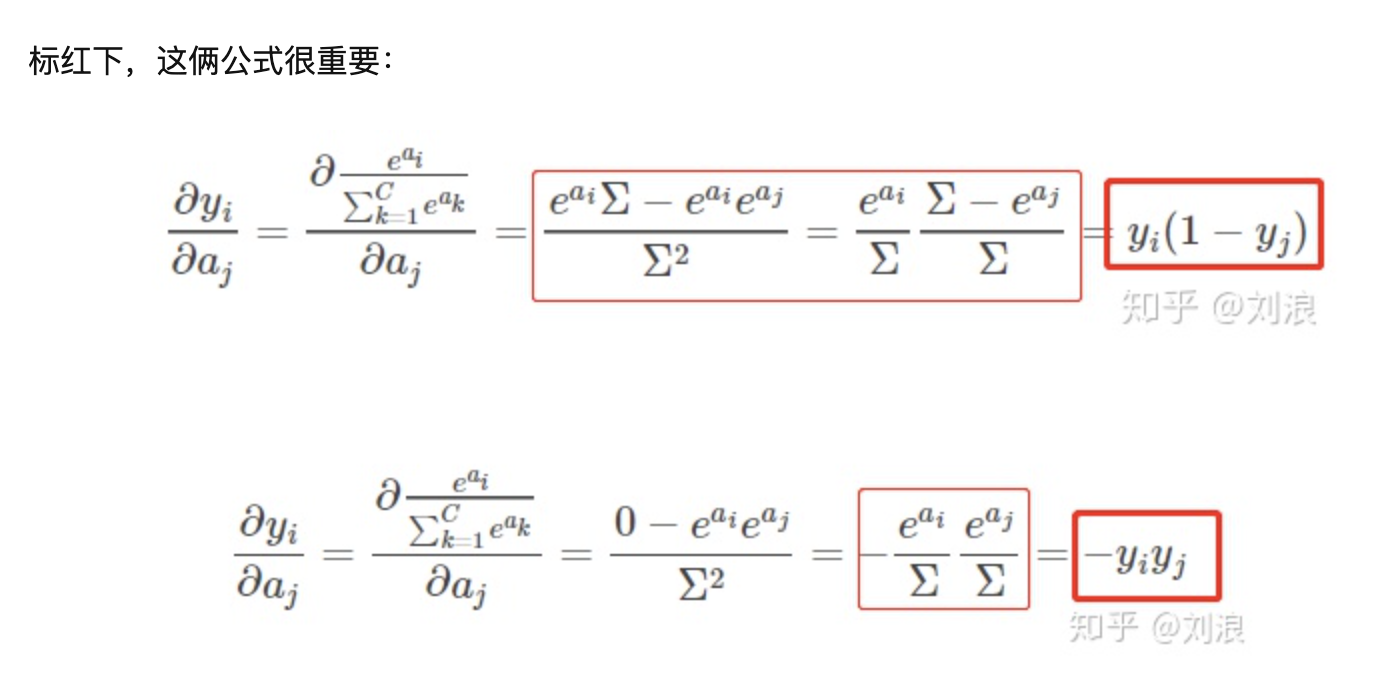 标红下，这俩公式很重要：
\frac{\partial y_i}{\partial a_j} = \frac{\partial \frac{e^{a_i}}{\sum_{k=1}^{C} e^{a_k}}}{\partial a_j} = \frac{e^{a_i}\Sigma - e^{a_i}e^{a_j}}{\Sigma^2} = \frac{e^{a_i}}{\Sigma} \frac{\Sigma - e^{a_j}}{\Sigma} = y_i(1 - y_j)
知乎 @刘浪
\frac{\partial y_i}{\partial a_j} = \frac{\partial \frac{e^{a_i}}{\sum_{k=1}^{C} e^{a_k}}}{\partial a_j} = \frac{0 - e^{a_i}e^{a_j}}{\Sigma^2} = -\frac{e^{a_i}}{\Sigma} \frac{e^{a_j}}{\Sigma} = -y_i y_j
知乎 @刘浪